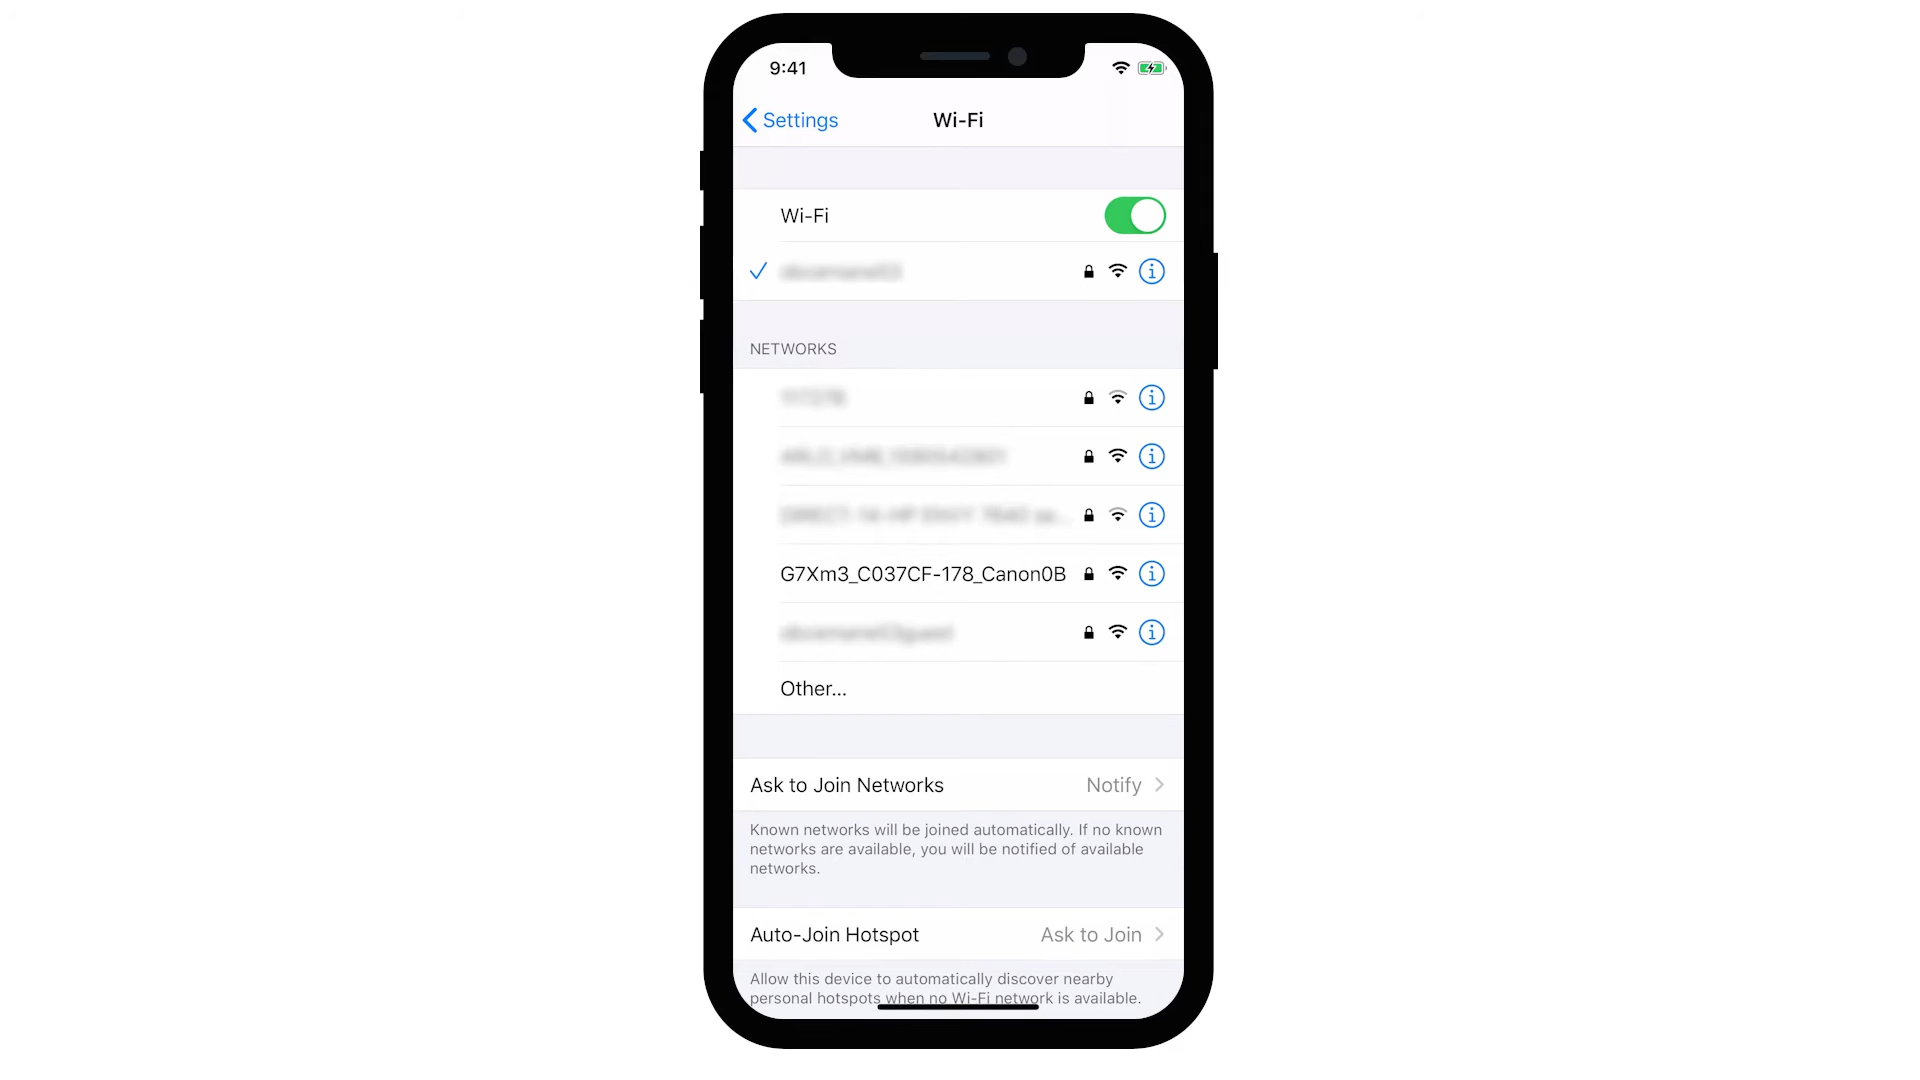 9:41
Settings
Wi-Fi
Wi-Fi
NETWORKS
G7Xm3_C037CF-178_Canon0B
Other...
Ask to Join Networks Notify
Known networks will be joined automatically. If no known
networks are available, you will be notified of available
networks.
Auto-Join Hotspot Ask to Join
Allow this device to automatically discover nearby
personal hotspots when no Wi-Fi network is available.